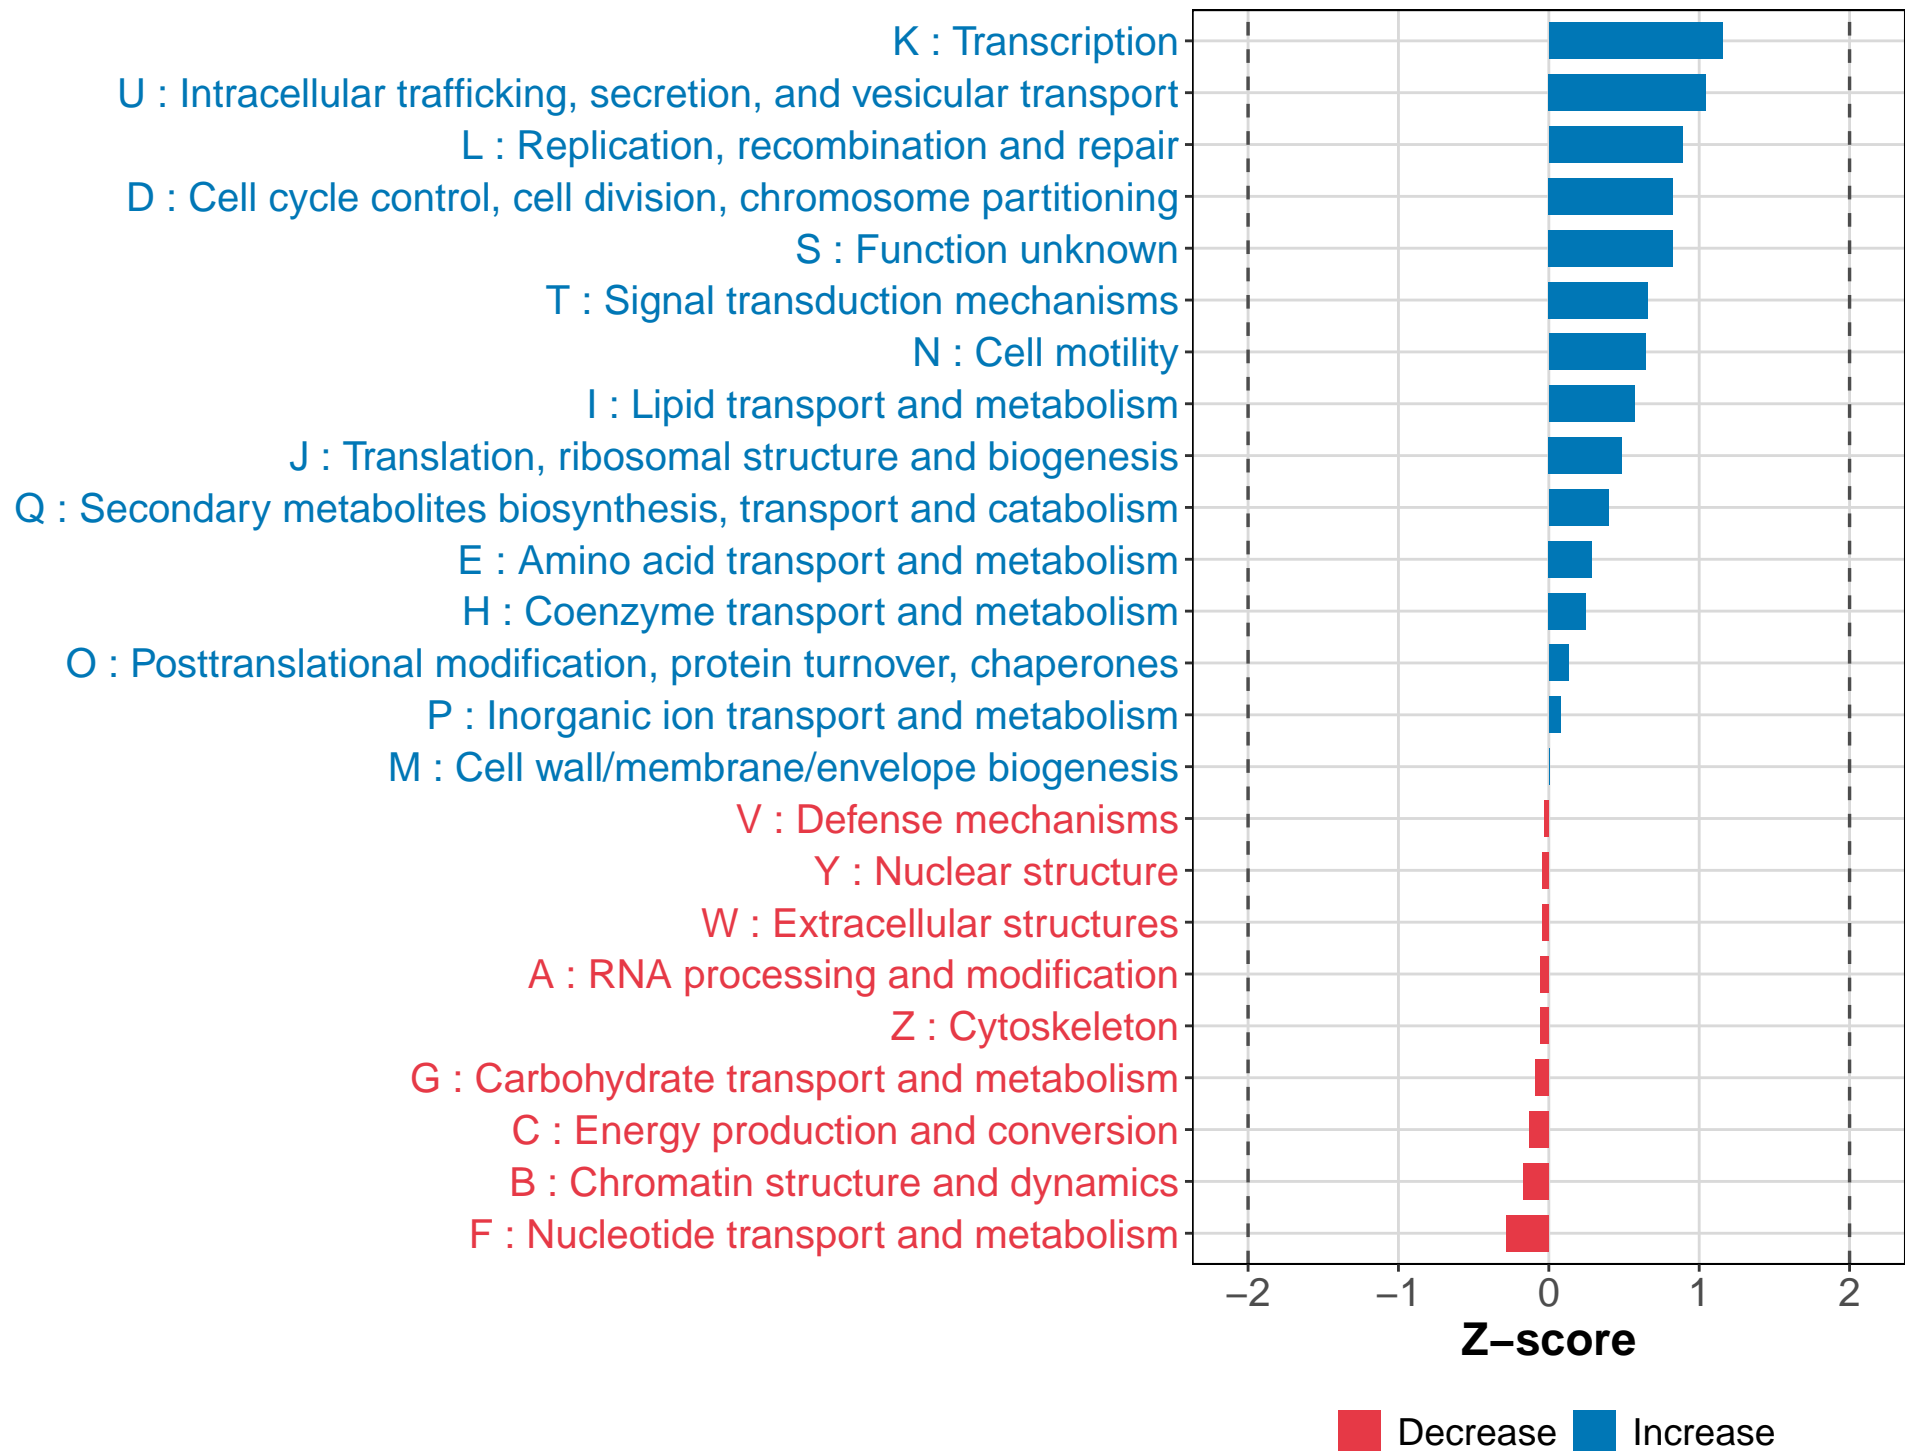 K : Transcription
U : Intracellular trafficking, secretion, and vesicular transport
L : Replication, recombination and repair
D : Cell cycle control, cell division, chromosome partitioning
S : Function unknown
T : Signal transduction mechanisms
N : Cell motility
I : Lipid transport and metabolism
J : Translation, ribosomal structure and biogenesis
Q : Secondary metabolites biosynthesis, transport and catabolism
E : Amino acid transport and metabolism
H : Coenzyme transport and metabolism
O : Posttranslational modification, protein turnover, chaperones
P : Inorganic ion transport and metabolism
M : Cell wall/membrane/envelope biogenesis
V : Defense mechanisms
Y : Nuclear structure
W : Extracellular structures
A : RNA processing and modification
Z : Cytoskeleton
G : Carbohydrate transport and metabolism
C : Energy production and conversion
B : Chromatin structure and dynamics
F : Nucleotide transport and metabolism
−2 −1 0 1 2
Z−score
Decrease Increase